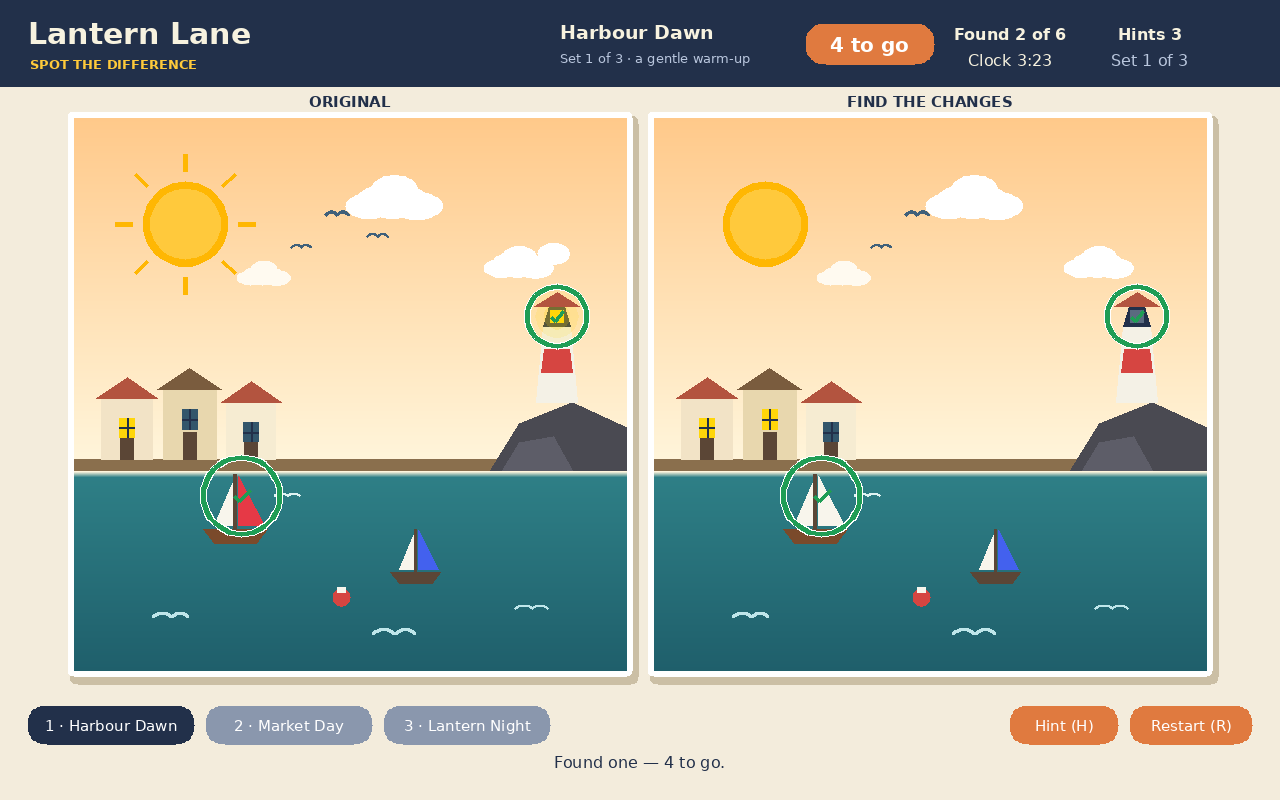 Lantern Lane
SPOT THE DIFFERENCE
Harbour Dawn
Set 1 of 3 · a gentle warm-up
4 to go
Found 2 of 6
Clock 3:23
Hints 3
Set 1 of 3
ORIGINAL
FIND THE CHANGES
1 · Harbour Dawn
2 · Market Day
3 · Lantern Night
Hint (H)
Restart (R)
Found one — 4 to go.